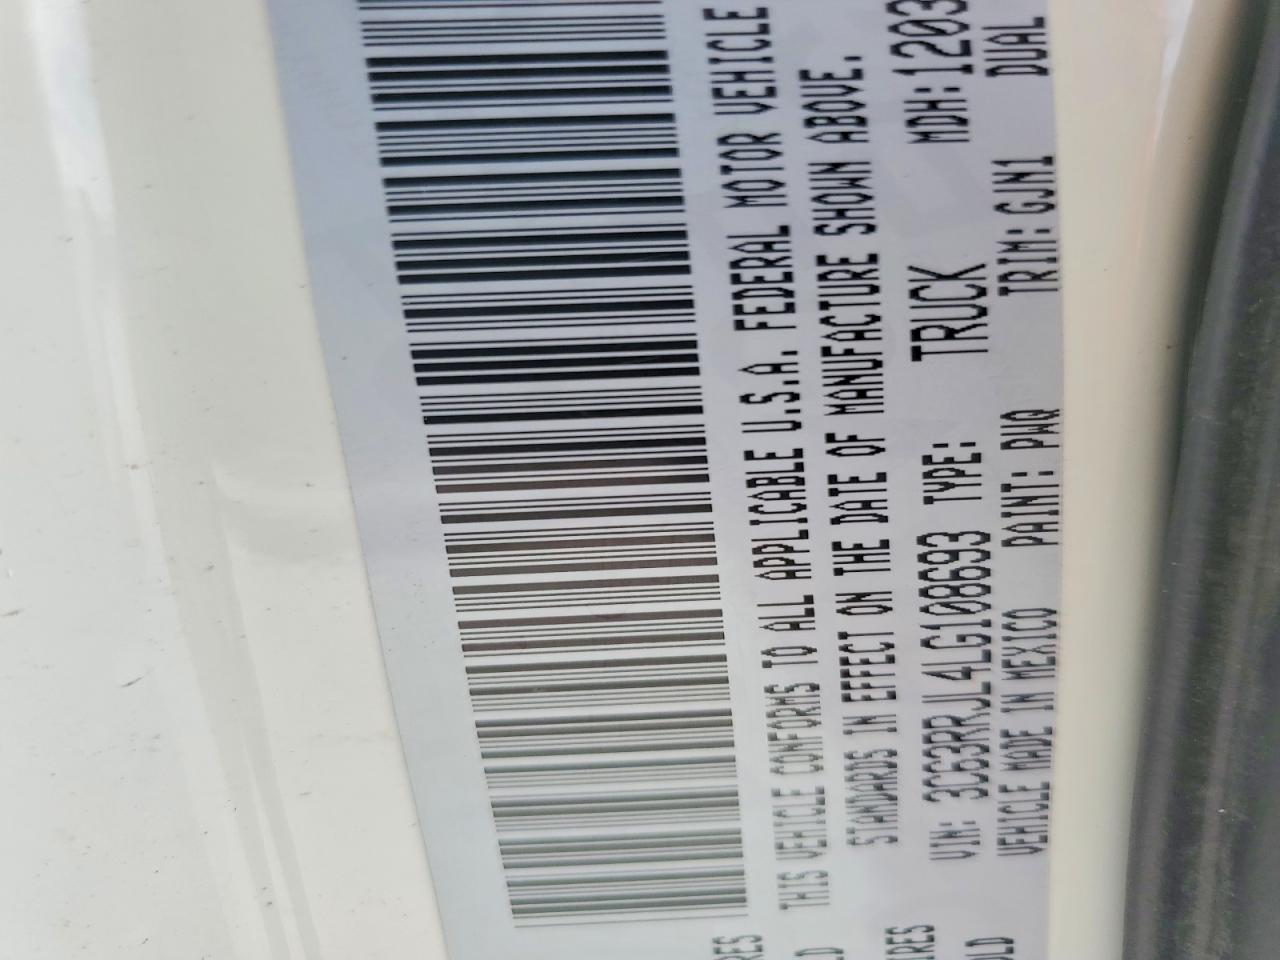 THIS VEHICLE CONFORMS TO ALL APPLICABLE U.S.A. FEDERAL MOTOR VEHICLE
STANDARDS IN EFFECT ON THE DATE OF MANUFACTURE SHOWN ABOVE.
VIN: 3C63RRJL4LG108693 TYPE: TRUCK MDH:1203
VEHICLE MADE IN MEXICO PAINT: PWQ TRIM:GJN1 DUAL